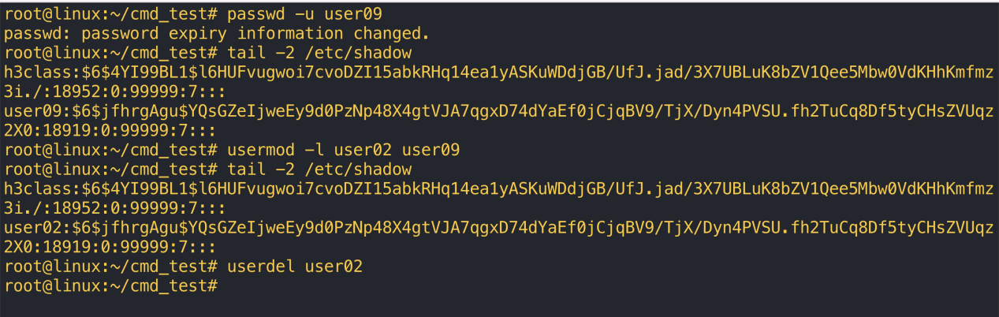 root@linux:~/cmd_test# passwd -u user09
passwd: password expiry information changed.
root@linux:~/cmd_test# tail -2 /etc/shadow
h3class:$6$4YI99BL1$l6HUFvugwoi7cvoDZI15abkRHq14ea1yASKuWDdjGB/UfJ.jad/3X7UBLuK8bZV1Qee5Mbw0VdKHhKmfmz
3i./:18952:0:99999:7:::
user09:$6$jfhrgAgu$YQsGZeIjweEy9d0PzNp48X4gtVJA7qgxD74dYaEf0jCjqBV9/TjX/Dyn4PVSU.fh2TuCq8Df5tyCHsZVUqz
2X0:18919:0:99999:7:::
root@linux:~/cmd_test# usermod -l user02 user09
root@linux:~/cmd_test# tail -2 /etc/shadow
h3class:$6$4YI99BL1$l6HUFvugwoi7cvoDZI15abkRHq14ea1yASKuWDdjGB/UfJ.jad/3X7UBLuK8bZV1Qee5Mbw0VdKHhKmfmz
3i./:18952:0:99999:7:::
user02:$6$jfhrgAgu$YQsGZeIjweEy9d0PzNp48X4gtVJA7qgxD74dYaEf0jCjqBV9/TjX/Dyn4PVSU.fh2TuCq8Df5tyCHsZVUqz
2X0:18919:0:99999:7:::
root@linux:~/cmd_test# userdel user02
root@linux:~/cmd_test#